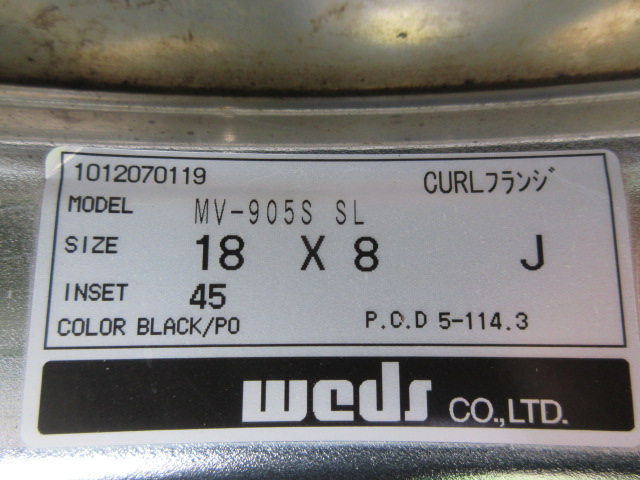 1012070119 CURLフランジ
MODEL MV-905S SL
SIZE 18 X 8 J
INSET 45
COLOR BLACK/PO P.C.D 5-114.3
weds CO.,LTD.